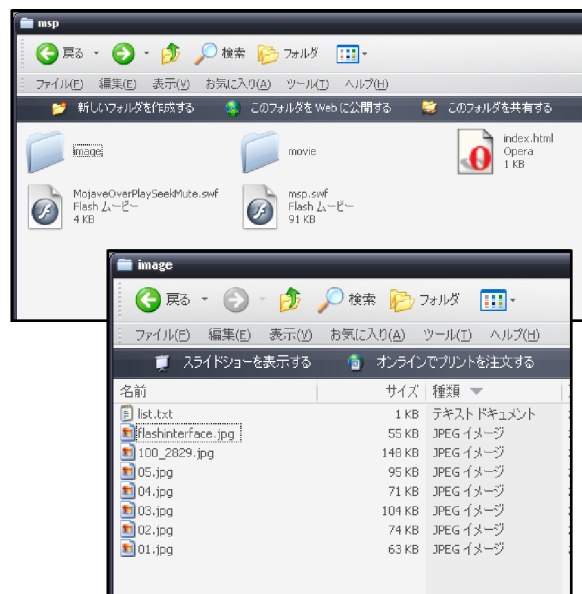 msp
戻る 検索 フォルダ
ファイル(F) 編集(E) 表示(V) お気に入り(A) ツール(T) ヘルプ(H)
新しいフォルダを作成する このフォルダを Web に公開する このフォルダを共有する
image movie index.html
Opera
1 KB
MojaveOverPlaySeekMute.swf
Flash ムービー
4 KB
msp.swf
Flash ムービー
91 KB
image
戻る 検索 フォルダ
ファイル(F) 編集(E) 表示(V) お気に入り(A) ツール(T) ヘルプ(H)
スライドショーを表示する オンラインでプリントを注文する
名前 サイズ 種類
list.txt 1 KB テキスト ドキュメント
flashinterface.jpg 55 KB JPEG イメージ
100_2829.jpg 148 KB JPEG イメージ
05.jpg 95 KB JPEG イメージ
04.jpg 71 KB JPEG イメージ
03.jpg 104 KB JPEG イメージ
02.jpg 74 KB JPEG イメージ
01.jpg 63 KB JPEG イメージ